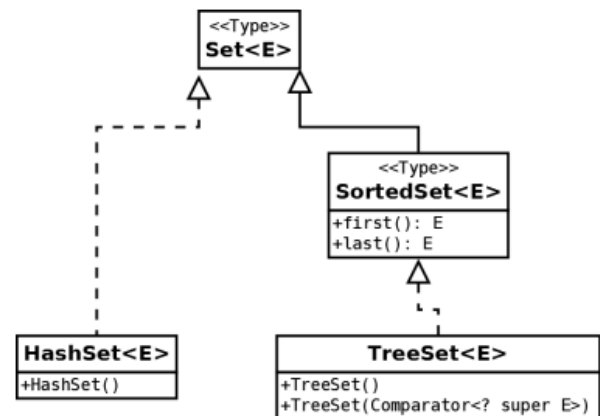 <<Type>>
Set<E>
<<Type>>
SortedSet<E>
+first(): E
+last(): E
HashSet<E>
+HashSet()
TreeSet<E>
+TreeSet()
+TreeSet(Comparator<? super E>)